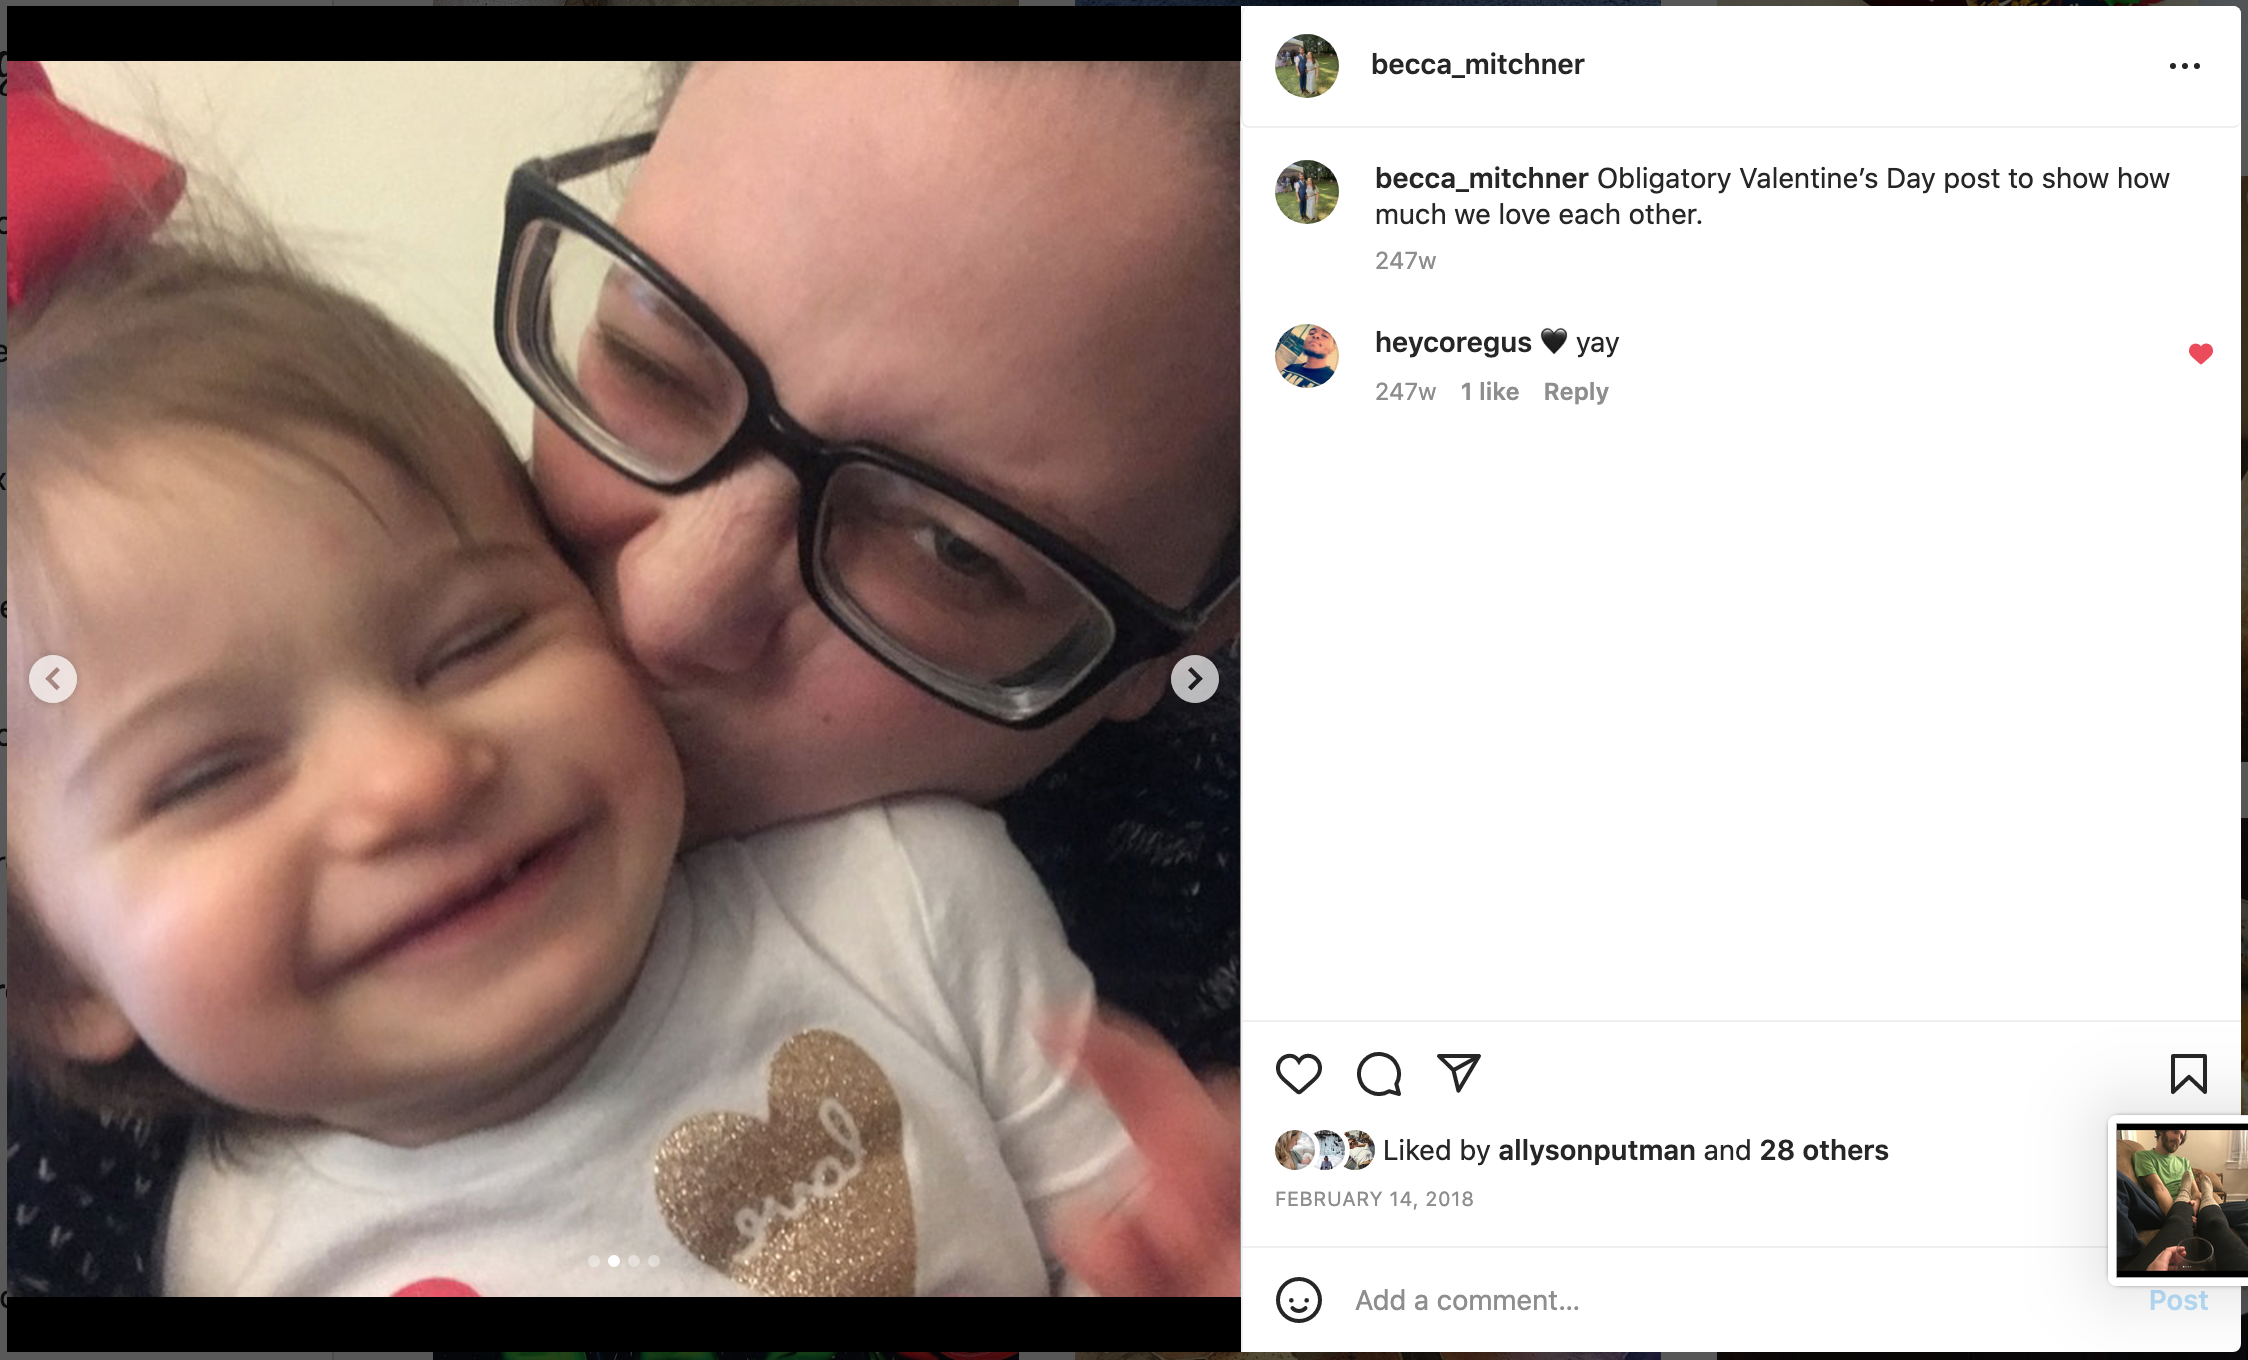 becca_mitchner
becca_mitchner Obligatory Valentine's Day post to show how
much we love each other.
247w
heycoregus 🖤 yay
247w 1 like Reply
love
Liked by allysonputman and 28 others
FEBRUARY 14, 2018
Add a comment...
Post